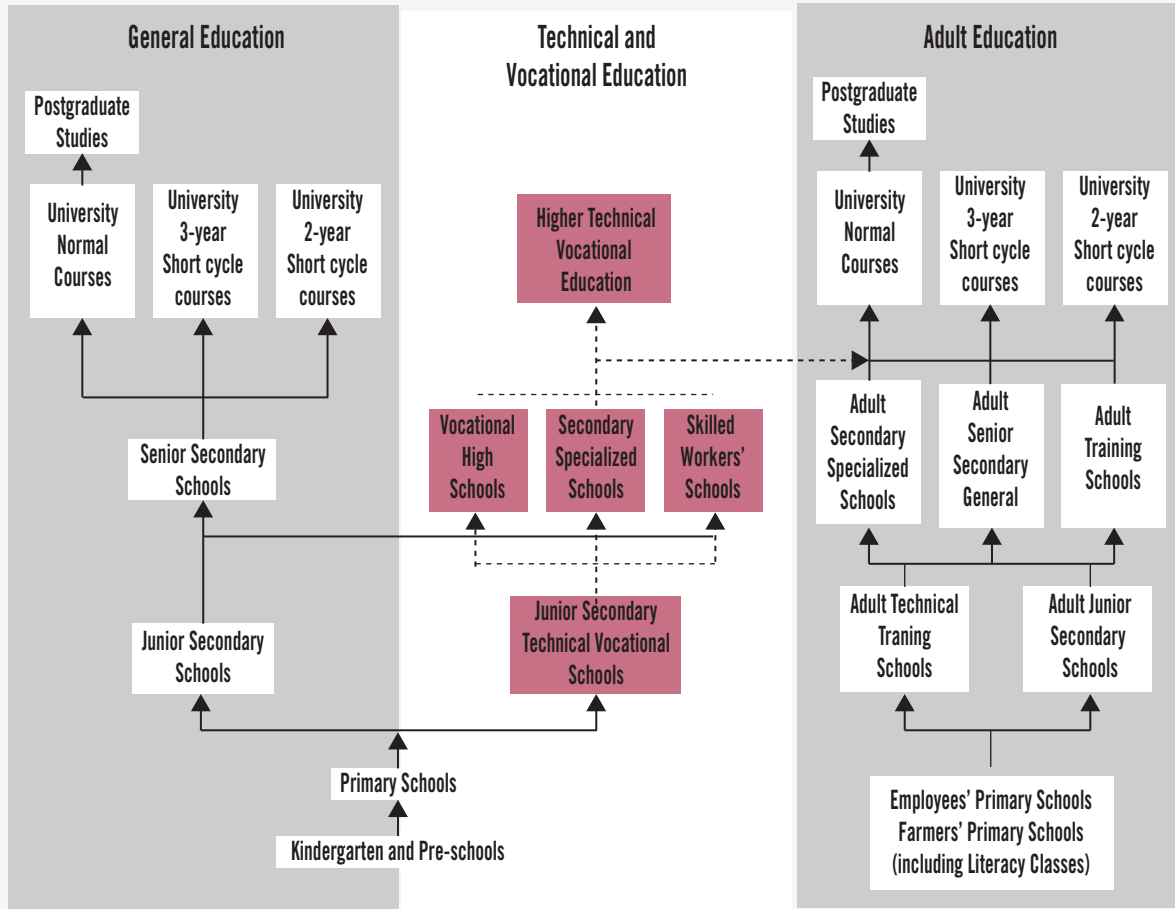 General Education
Postgraduate
Studies
University
Normal
Courses
University
3-year
Short cycle
courses
University
2-year
Short cycle
courses
Senior Secondary
Schools
Junior Secondary
Schools
Primary Schools
Kindergarten and Pre-schools
Technical and
Vocational Education
Higher Technical
Vocational
Education
Vocational
High
Schools
Secondary
Specialized
Schools
Skilled
Workers'
Schools
Junior Secondary
Technical Vocational
Schools
Adult Education
Postgraduate
Studies
University
Normal
Courses
University
3-year
Short cycle
courses
University
2-year
Short cycle
courses
Adult
Secondary
Specialized
Schools
Adult
Senior
Secondary
General
Adult
Training
Schools
Adult Technical
Traning
Schools
Adult Junior
Secondary
Schools
Employees' Primary Schools
Farmers' Primary Schools
(including Literacy Classes)